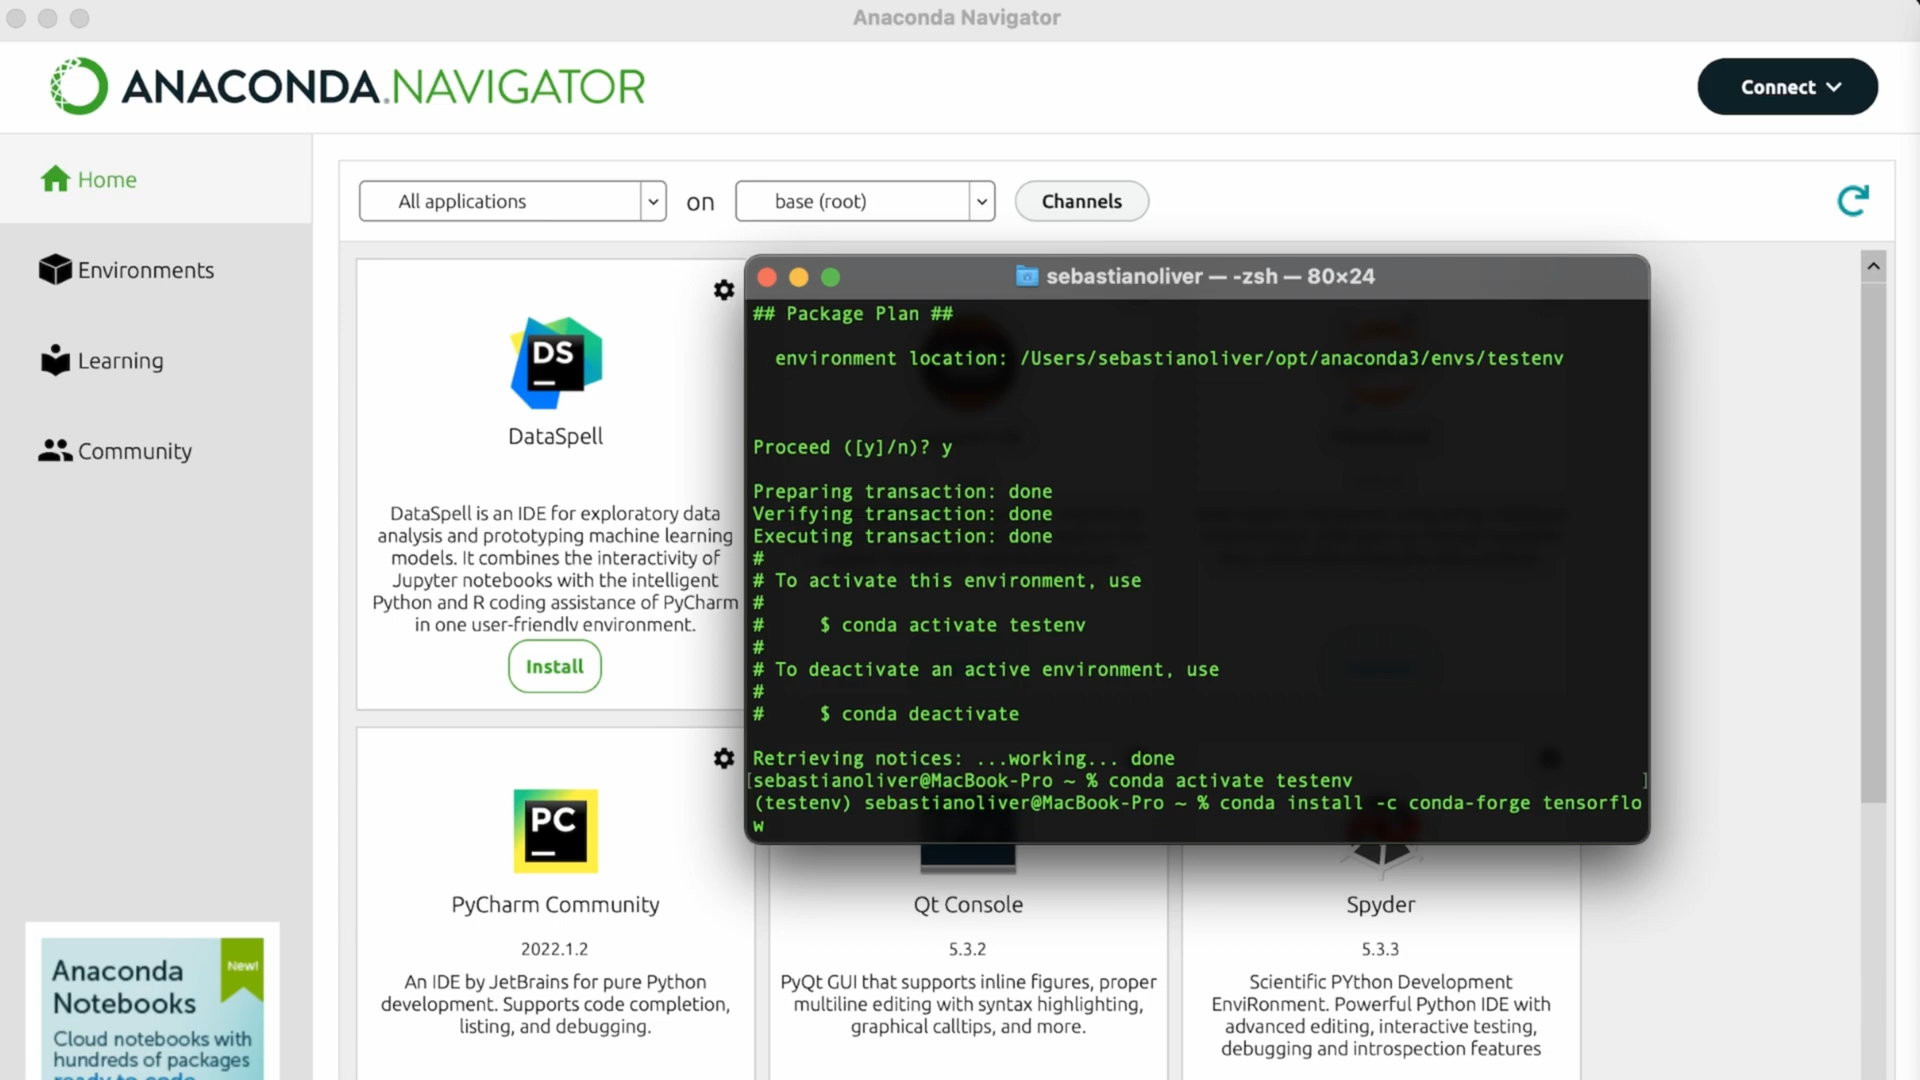 Anaconda Navigator
ANACONDA.NAVIGATOR
Connect
Home
Environments
Learning
Community
All applications
on
base (root)
Channels
DS
DataSpell
DataSpell is an IDE for exploratory data
analysis and prototyping machine learning
models. It combines the interactivity of
Jupyter notebooks with the intelligent
Python and R coding assistance of PyCharm
in one user-friendly environment.
Install
sebastianoliver — -zsh — 80×24
## Package Plan ##
environment location: /Users/sebastianoliver/opt/anaconda3/envs/testenv
Proceed ([y]/n)? y
Preparing transaction: done
Verifying transaction: done
Executing transaction: done
#
# To activate this environment, use
#
#     $ conda activate testenv
#
# To deactivate an active environment, use
#
#     $ conda deactivate
Retrieving notices: ...working... done
[sebastianoliver@MacBook-Pro ~ % conda activate testenv ]
(testenv) sebastianoliver@MacBook-Pro ~ % conda install -c conda-forge tensorflo
w
PC
PyCharm Community
2022.1.2
An IDE by JetBrains for pure Python
development. Supports code completion,
listing, and debugging.
Qt Console
5.3.2
PyQt GUI that supports inline figures, proper
multiline editing with syntax highlighting,
graphical calltips, and more.
Spyder
5.3.3
Scientific PYthon Development
EnviRonment. Powerful Python IDE with
advanced editing, interactive testing,
debugging and introspection features
Anaconda
Notebooks
New!
Cloud notebooks with
hundreds of packages
ready to code